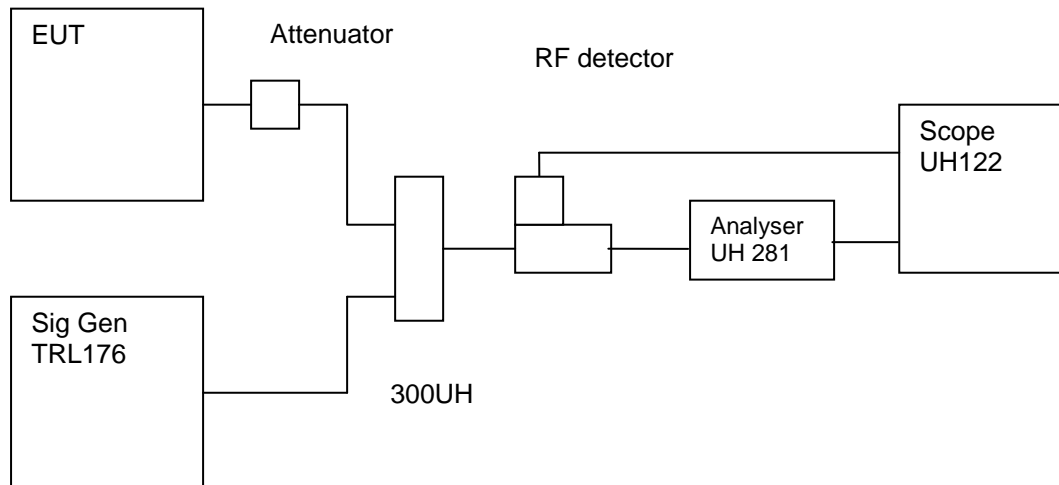 EUT
Attenuator
RF detector
Scope
UH122
Analyser
UH 281
Sig Gen
TRL176
300UH